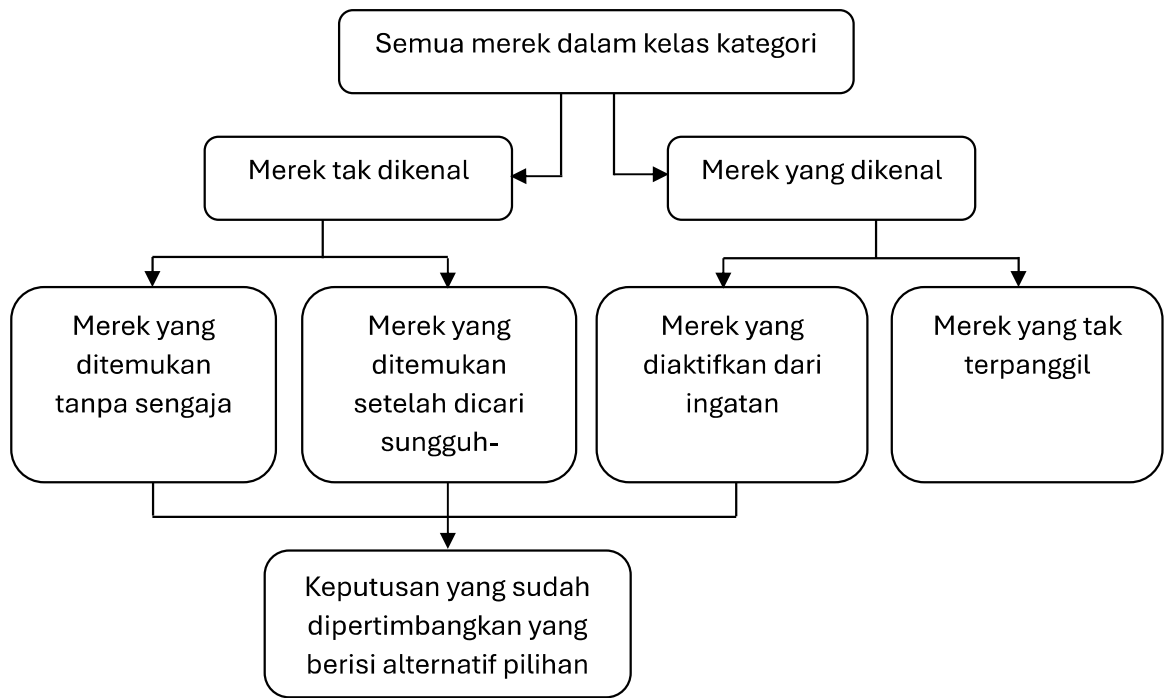 Semua merek dalam kelas kategori
Merek tak dikenal
Merek yang dikenal
Merek yang
ditemukan
tanpa sengaja
Merek yang
ditemukan
setelah dicari
sungguh-
Merek yang
diaktifkan dari
ingatan
Merek yang tak
terpanggil
Keputusan yang sudah
dipertimbangkan yang
berisi alternatif pilihan